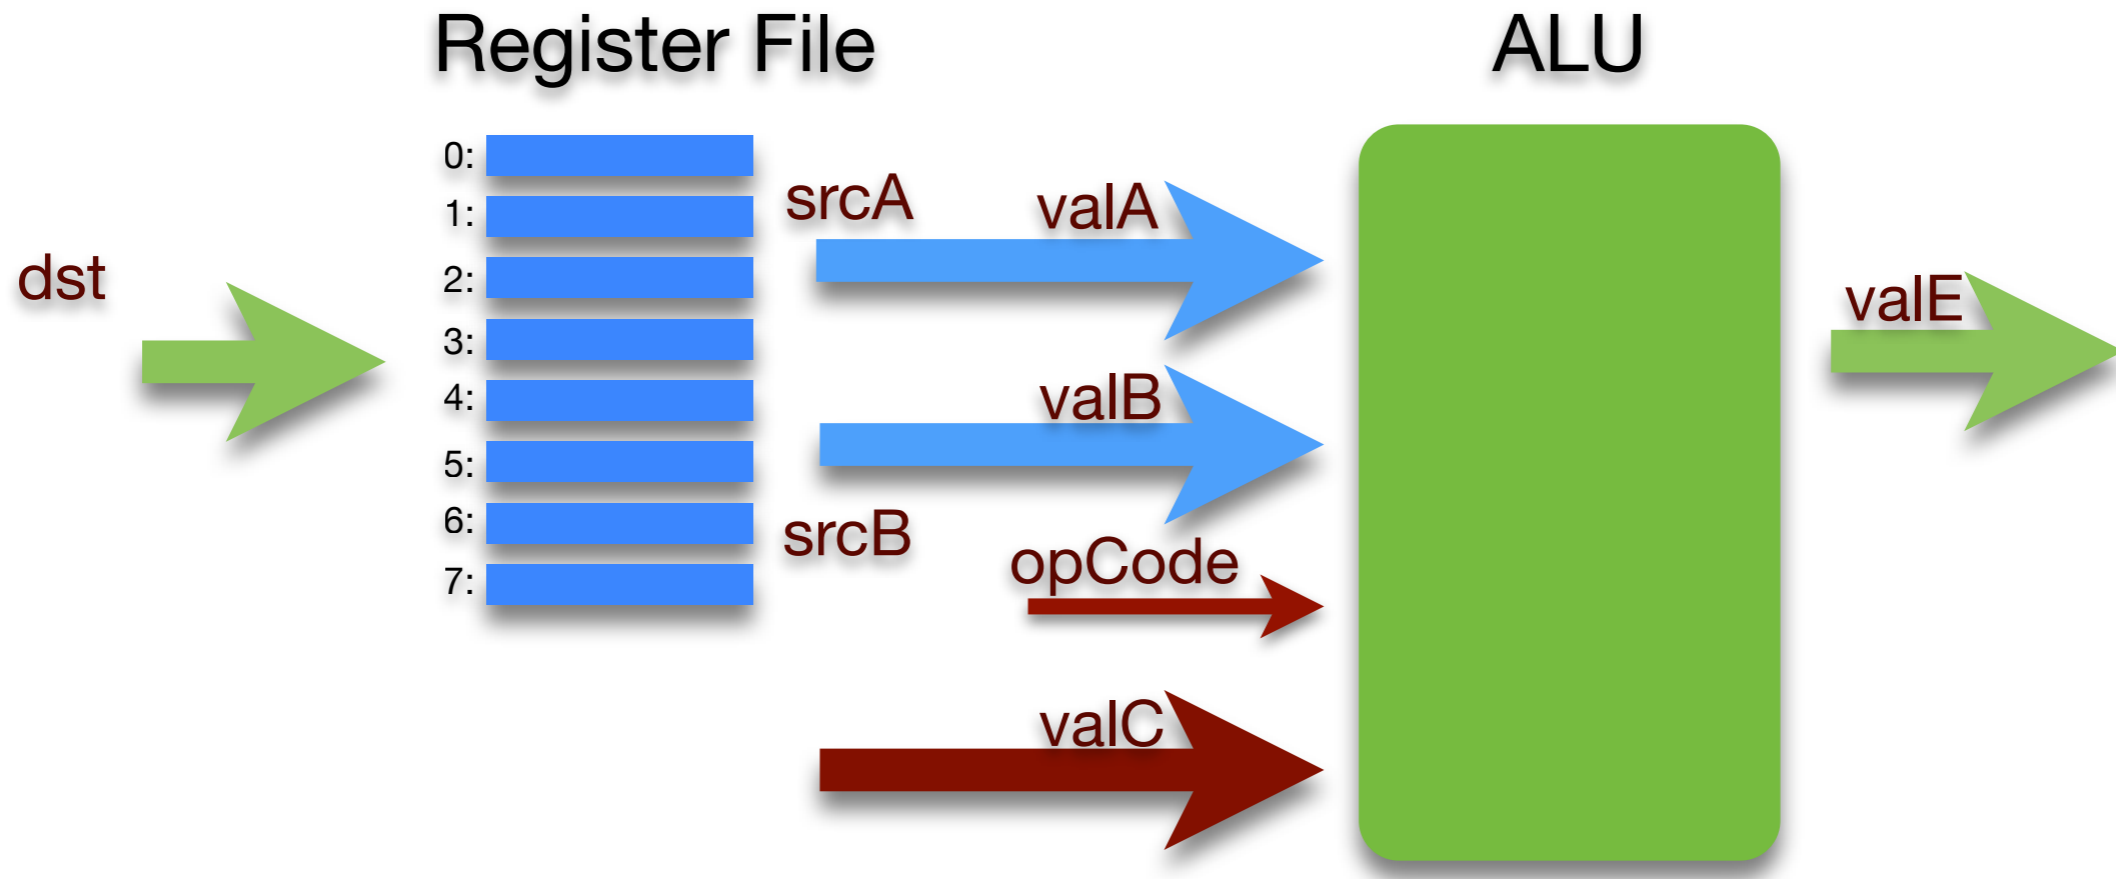 Register File
ALU
0:
1:
2:
3:
4:
5:
6:
7:
dst
srcA
valA
valB
srcB
opCode
valC
valE